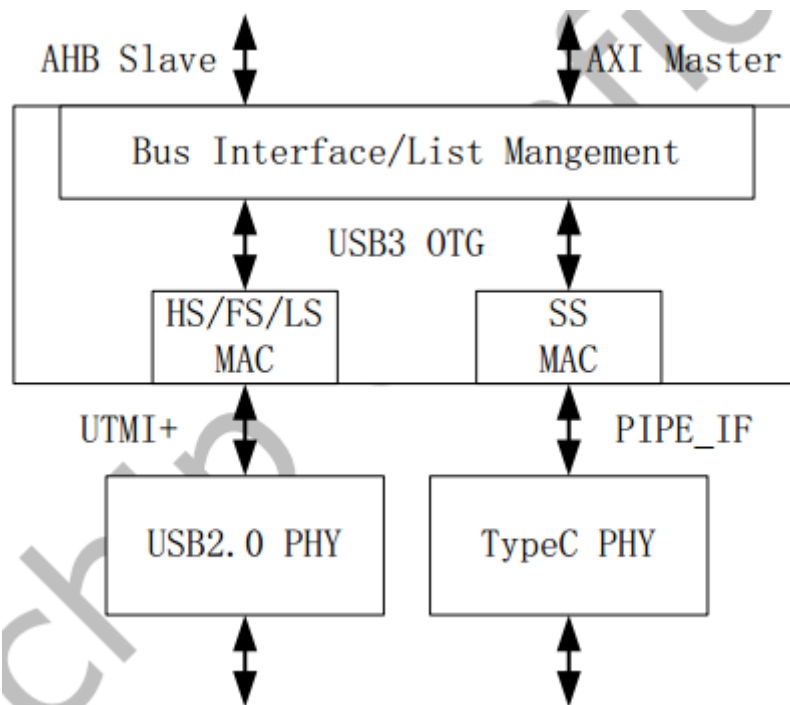 AHB Slave
AXI Master
Bus Interface/List Mangement
USB3 OTG
HS/FS/LS
MAC
SS
MAC
UTMI+
PIPE_IF
USB2.0 PHY
TypeC PHY